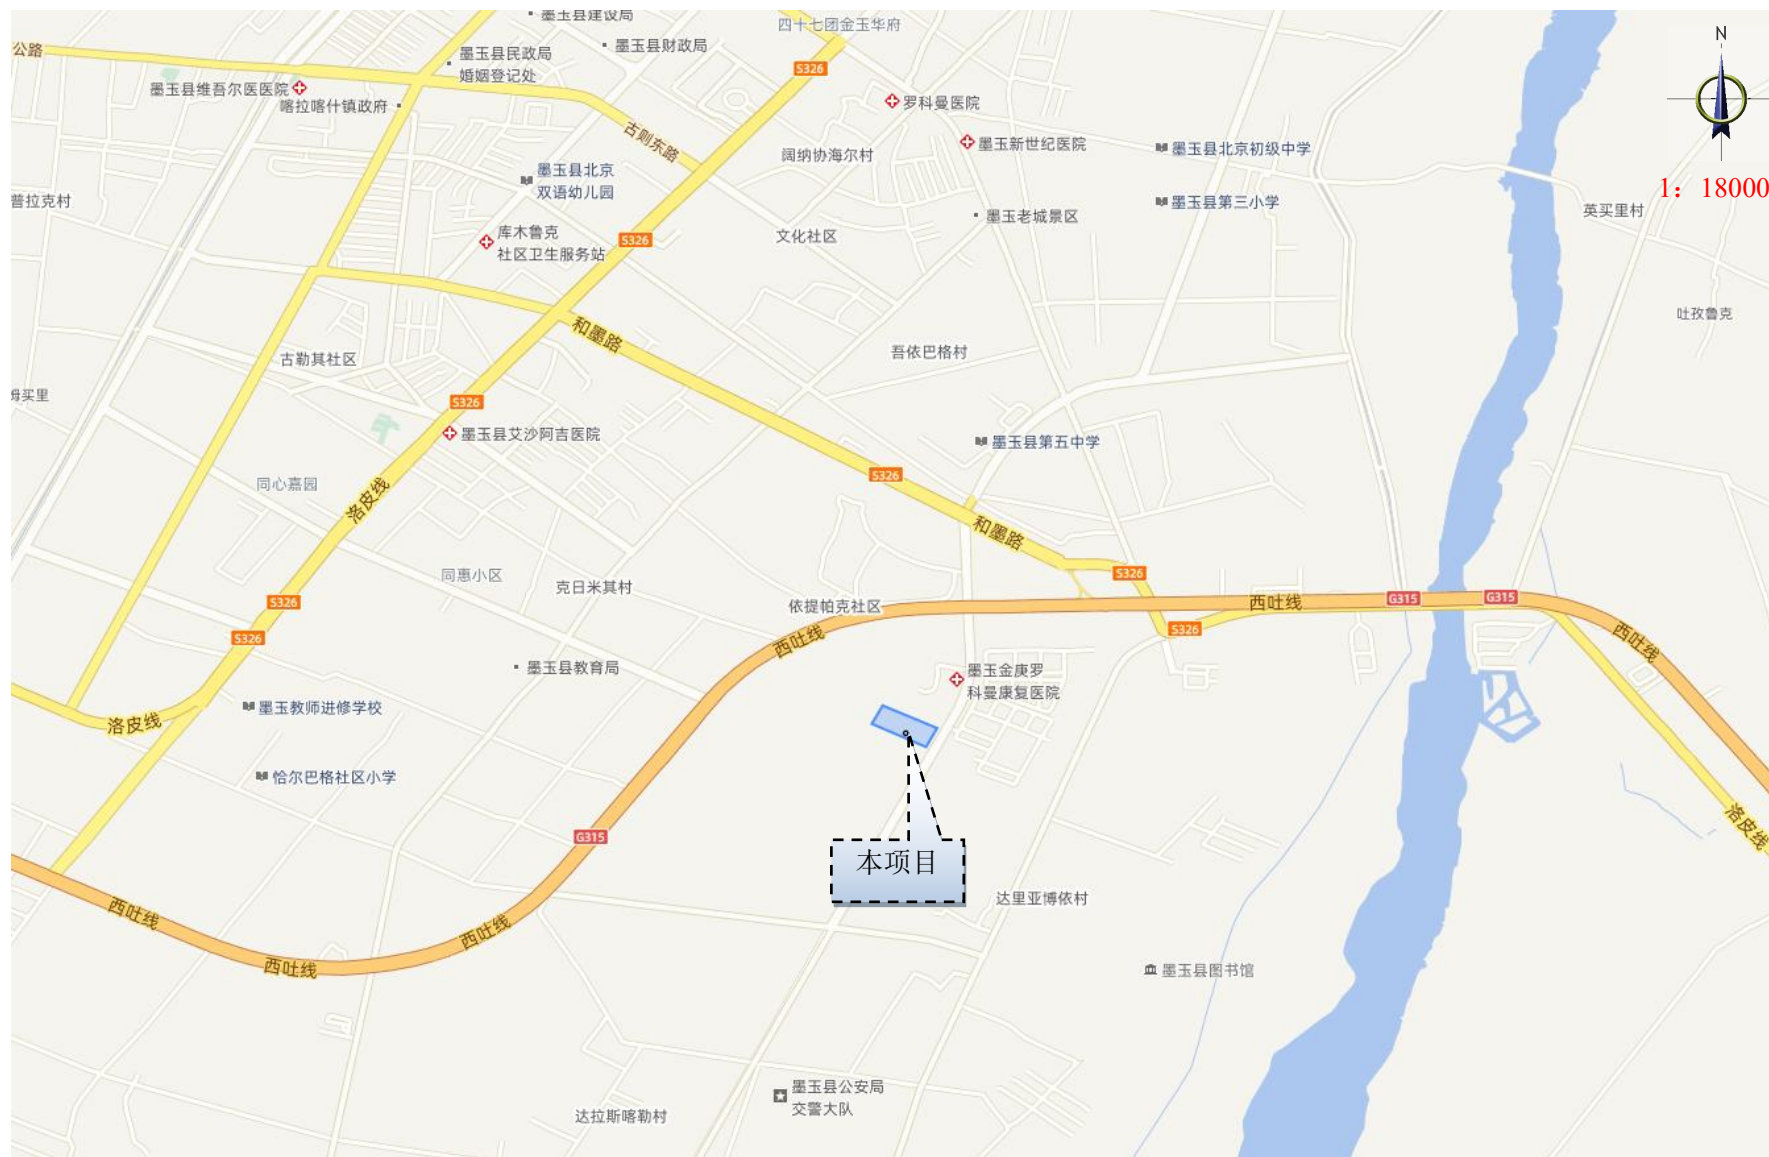 墨玉县建设局
四十七团金玉华府
N
公路
墨玉县民政局
婚姻登记处
墨玉县财政局
S326
墨玉县维吾尔医医院
喀拉喀什镇政府
罗科曼医院
古则东路
墨玉新世纪医院
阔纳协海尔村
墨玉县北京初级中学
墨玉县北京
双语幼儿园
1：18000
普拉克村
墨玉县第三小学
英买里村
墨玉老城景区
库木鲁克
社区卫生服务站
S326
文化社区
吐孜鲁克
和墨路
古勒其社区
吾依巴格村
姆买里
S326
墨玉县艾沙阿吉医院
墨玉县第五中学
S326
同心嘉园
洛皮线
和墨路
同惠小区
克日米其村
S326
S326
依提帕克社区
西吐线
G315
G315
S326
S326
西吐线
西吐线
墨玉县教育局
墨玉金庚罗
科曼康复医院
墨玉教师进修学校
洛皮线
恰尔巴格社区小学
G315
洛皮线
本项目
达里亚博依村
西吐线
西吐线
西吐线
墨玉县图书馆
墨玉县公安局
交警大队
达拉斯喀勒村